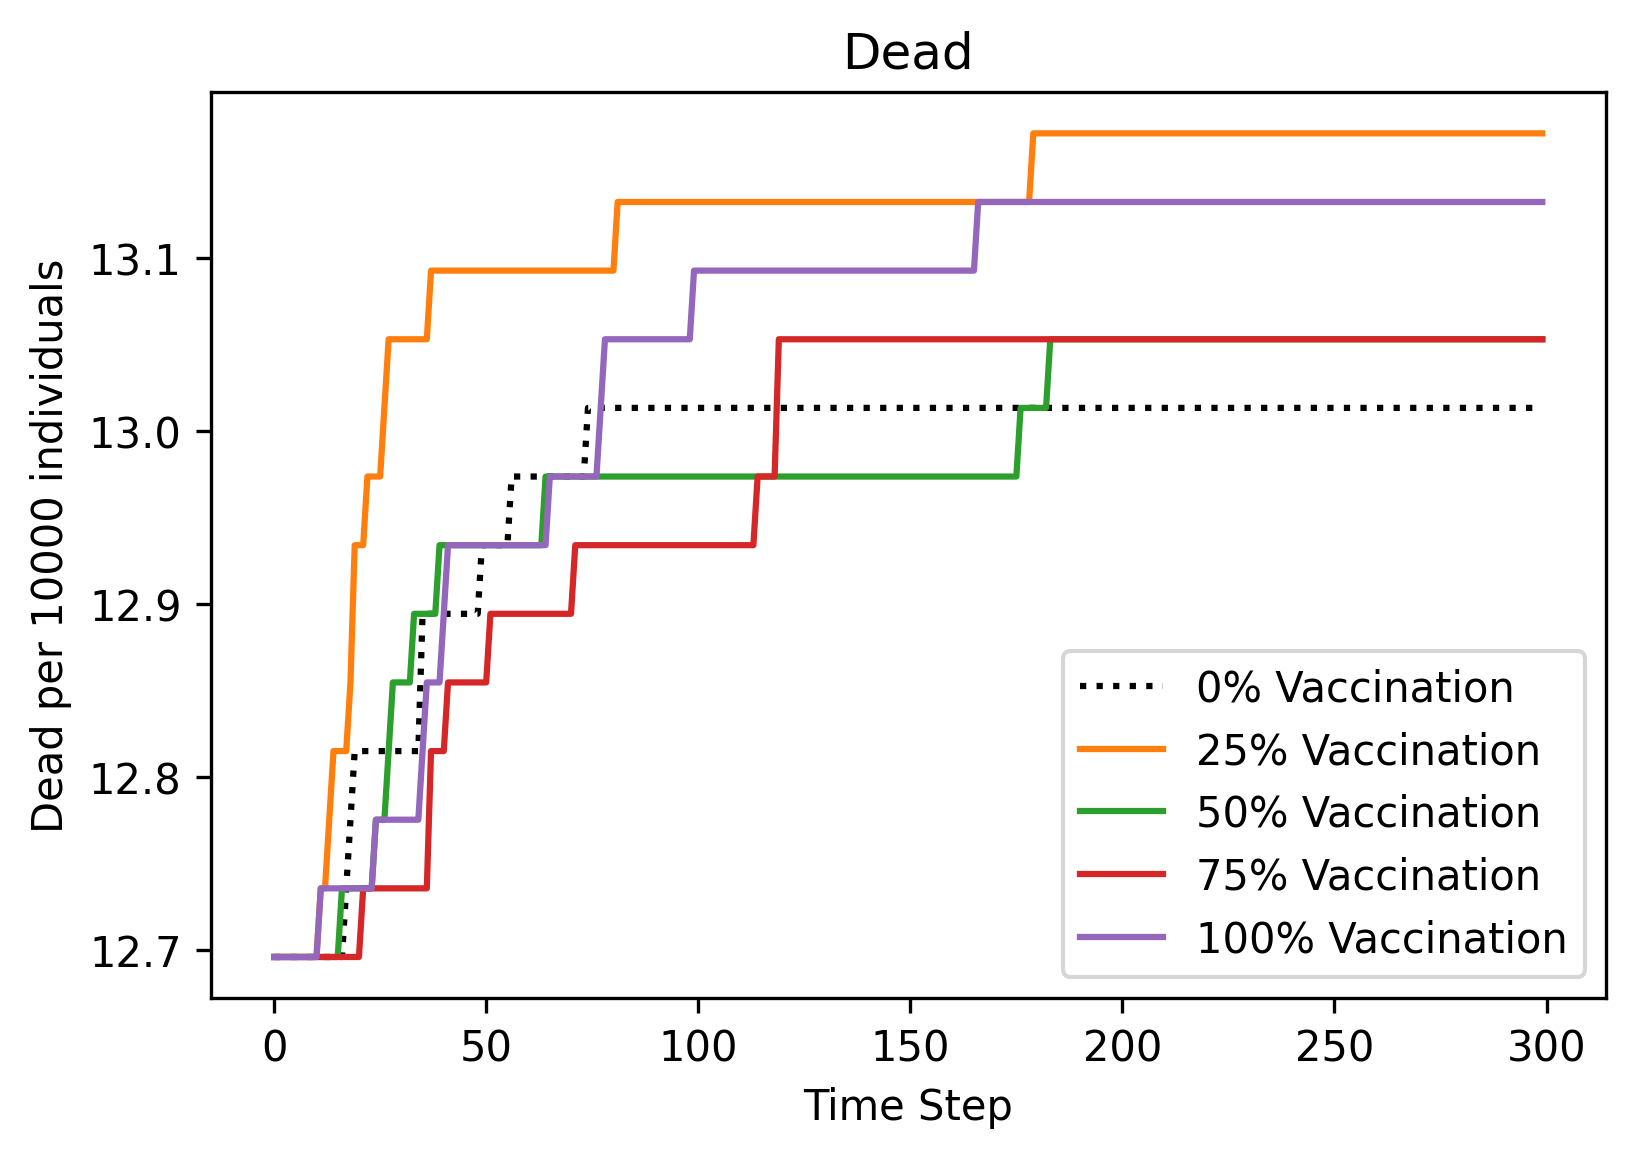 Dead
Dead per 10000 individuals
13.1
13.0
12.9
12.8
12.7
0% Vaccination
25% Vaccination
50% Vaccination
75% Vaccination
100% Vaccination
0 50 100 150 200 250 300
Time Step